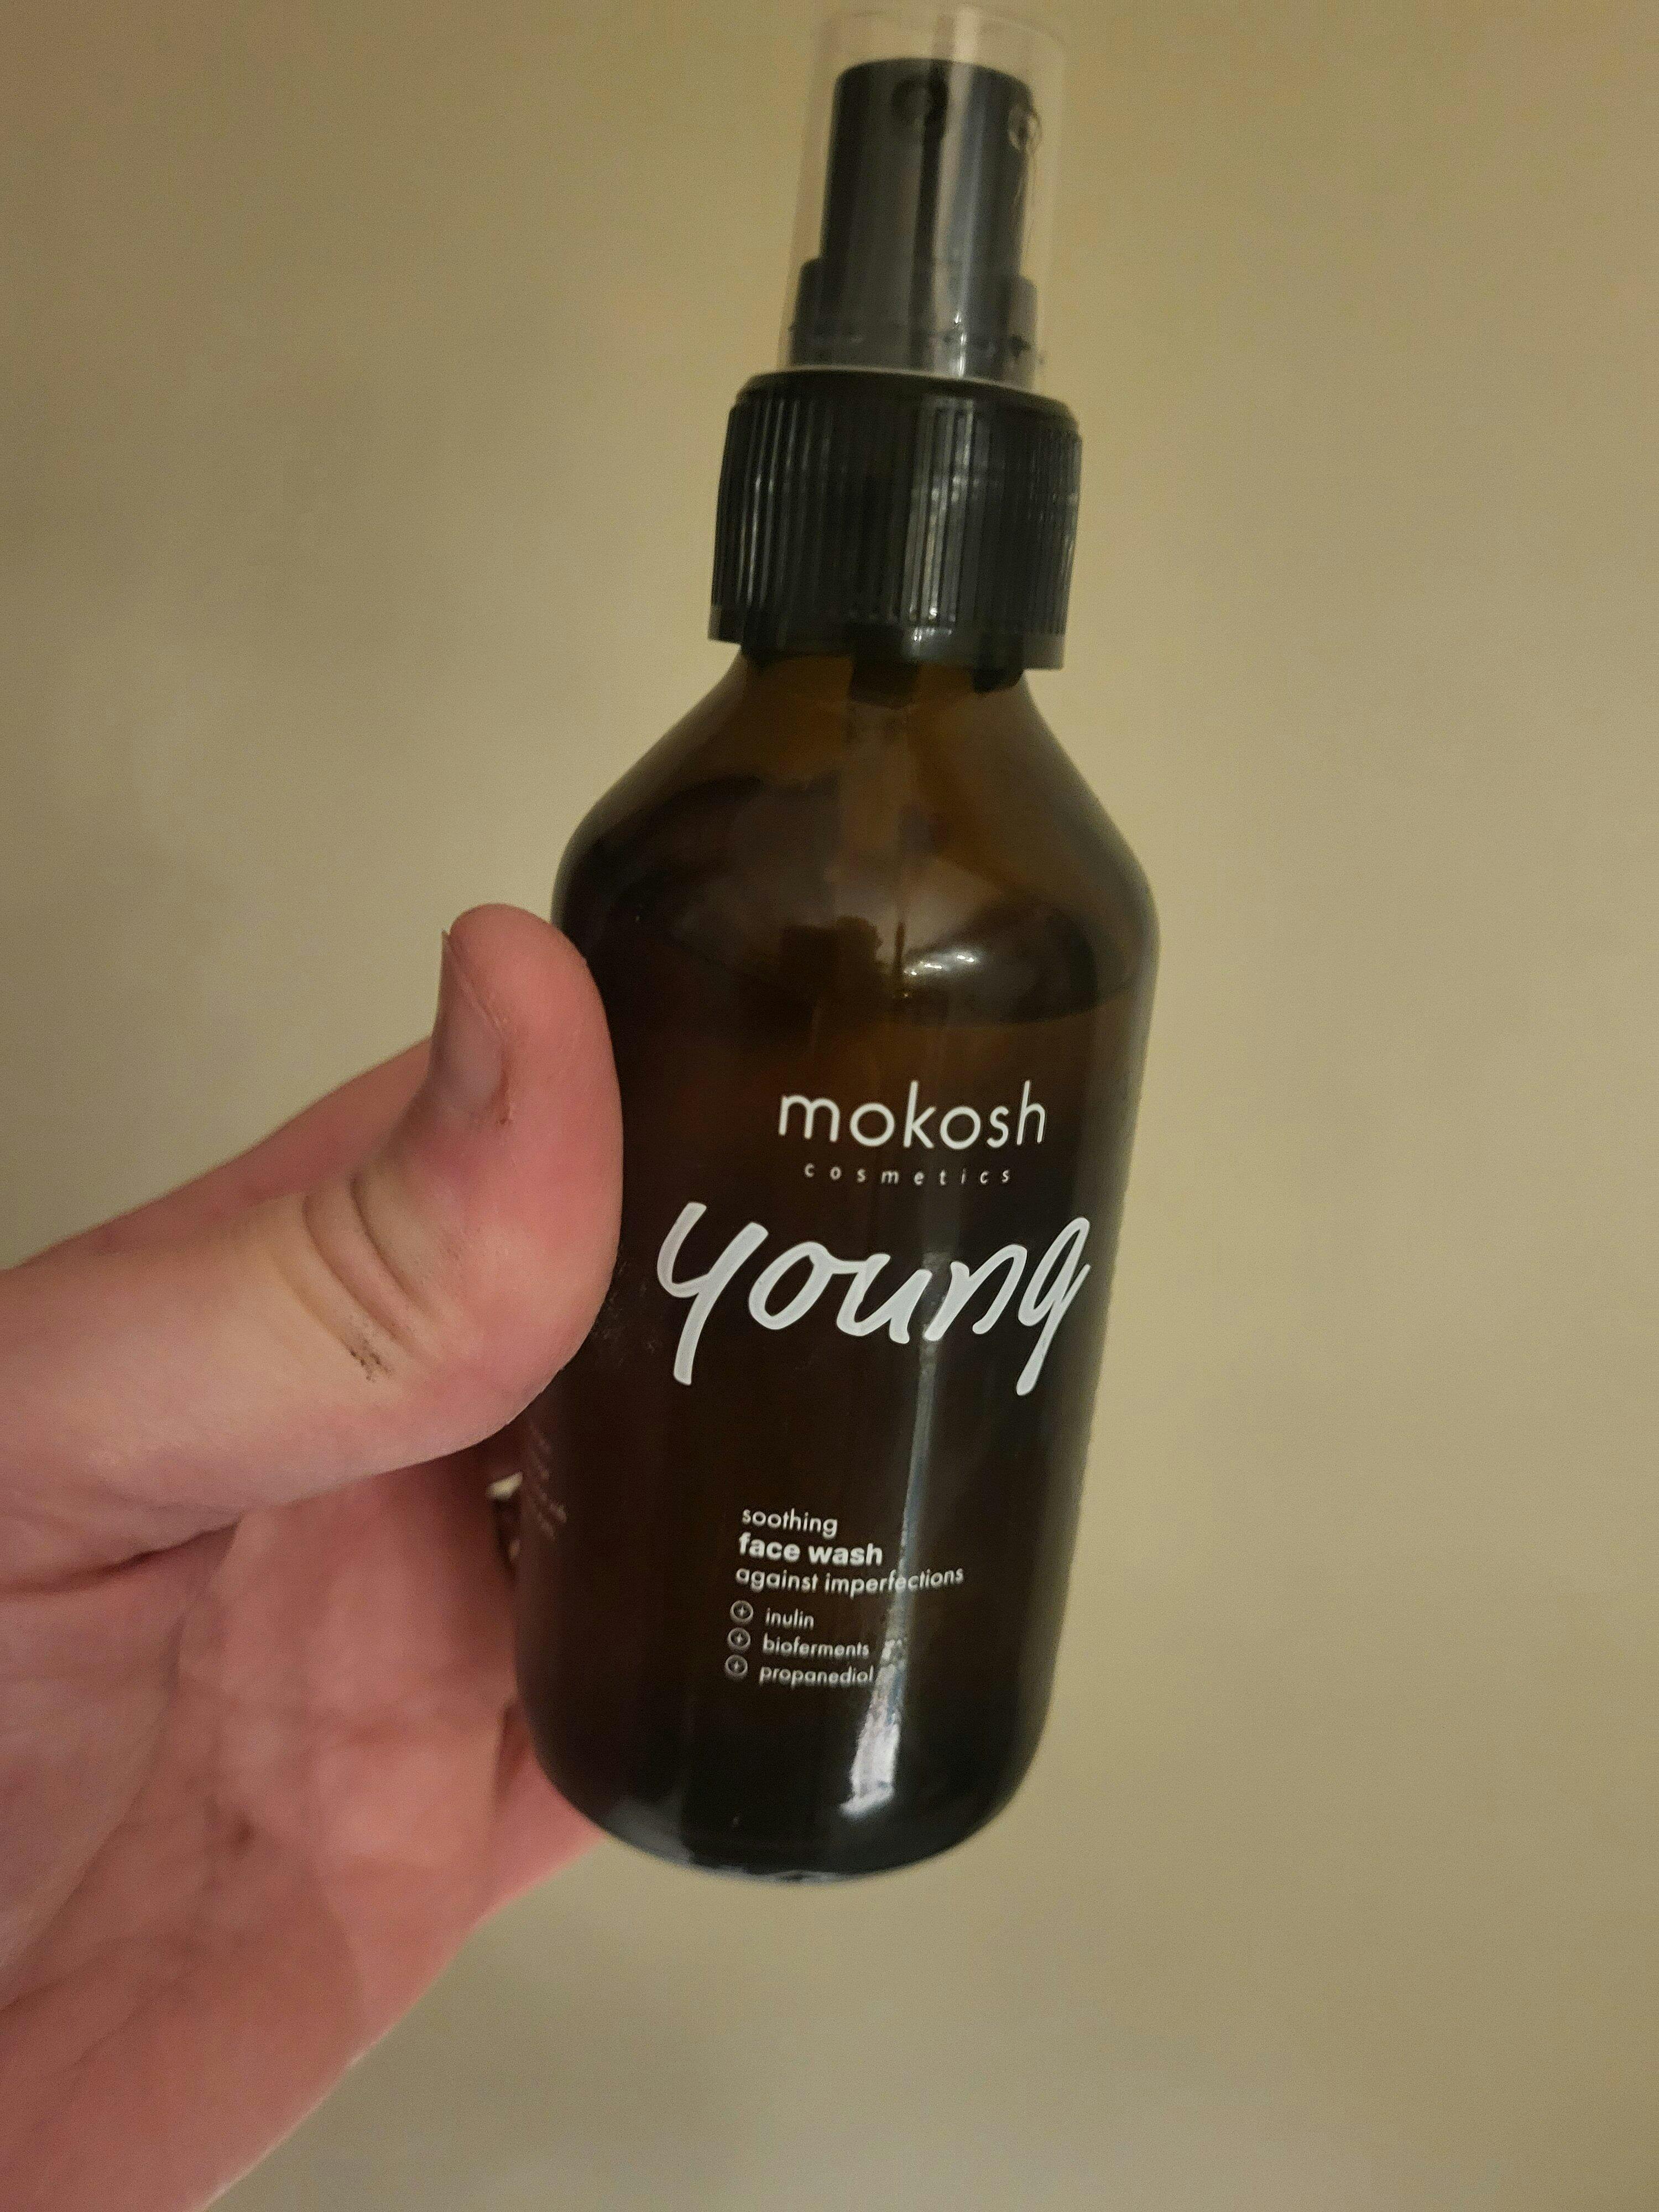 mokosh
cosmetics
young
soothing
face wash
against imperfections
inulin
bioferments
propanediol